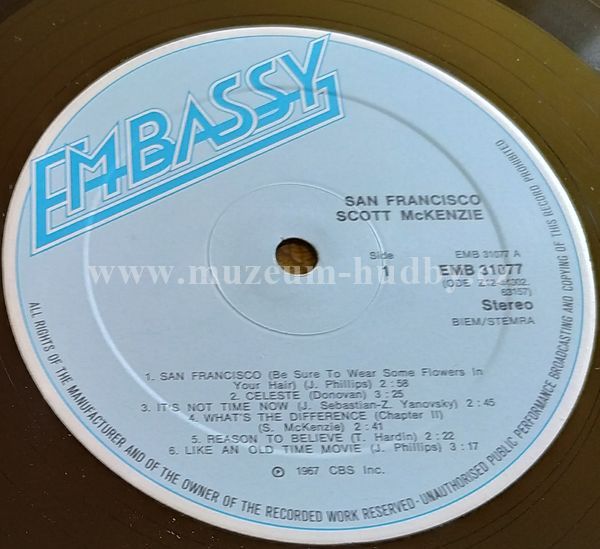 EMBASSY
SAN FRANCISCO
SCOTT McKENZIE
Side
1
EMB 31077 A
EMB 31077
63157)
Stereo
BIEM/STEMRA
www.muzeum-hudby.cz
1. SAN FRANCISCO (Be Sure To Wear Some Flowers In
Your Hair) (J. Phillips) 2:58
2. CELESTE (Donovan) 3:25
3. IT'S NOT TIME NOW (J. Sebastian-Z. Yanovsky) 2:45
4. WHAT'S THE DIFFERENCE (Chapter II)
(S. McKenzie) 2:41
5. REASON TO BELIEVE (T. Hardin) 2:22
6. LIKE AN OLD TIME MOVIE (J. Phillips) 3:17
℗ 1967 CBS Inc.
ALL RIGHTS OF THE MANUFACTURER AND OF THE OWNER OF THE RECORDED WORK RESERVED-UNAUTHORISED PUBLIC PERFORMANCE BROADCASTING AND COPYING OF THIS RECORD PROHIBITED